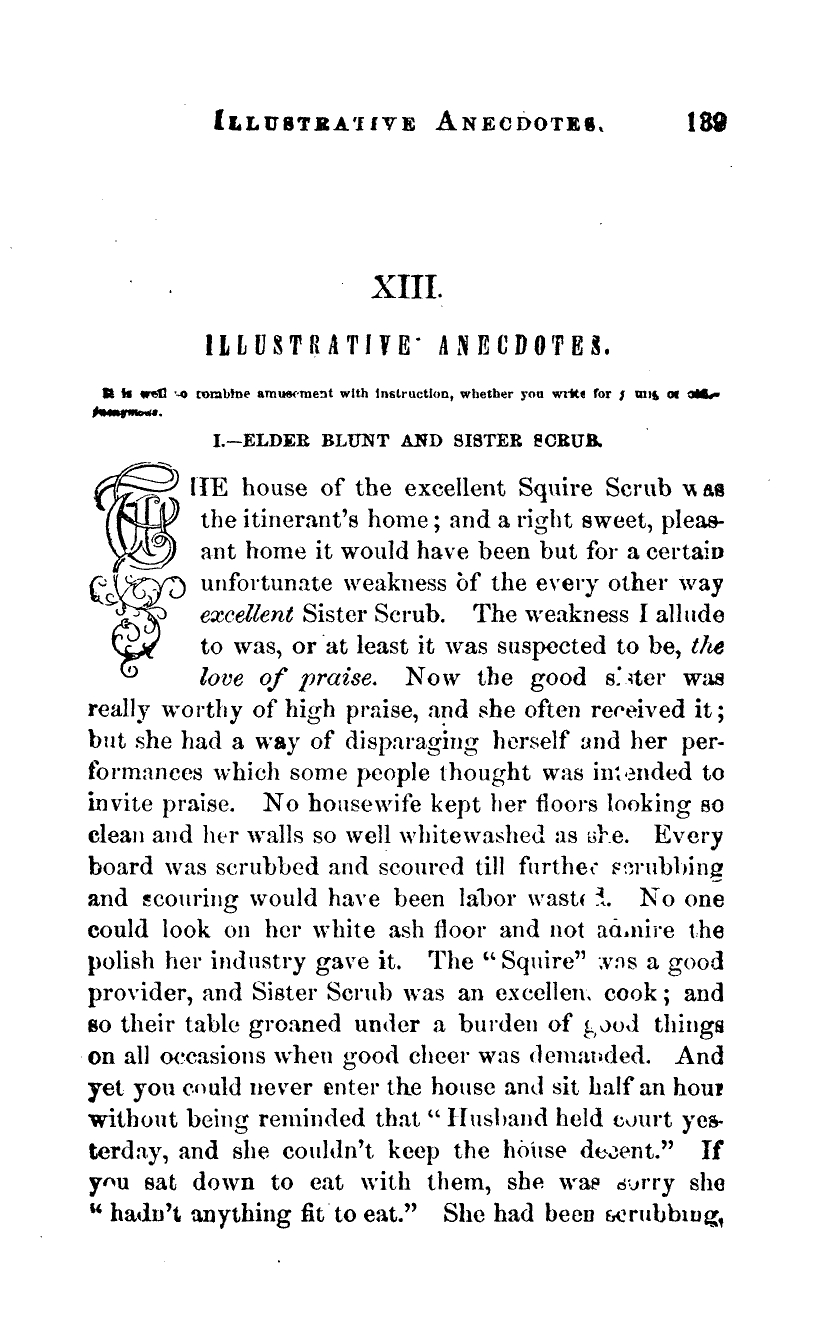 ILLUSTRATIVE ANECDOTES. 189
XIII.
ILLUSTRATIVE ANECDOTES.
It is well to combine amusement with instruction, whether you write for young or old.—
Anonymous.
I.—ELDER BLUNT AND SISTER SCRUB.
THE house of the excellent Squire Scrub was
the itinerant's home; and a right sweet, pleas-
ant home it would have been but for a certain
unfortunate weakness of the every other way
excellent Sister Scrub. The weakness I allude
to was, or at least it was suspected to be, the
love of praise. Now the good sister was
really worthy of high praise, and she often received it;
but she had a way of disparaging herself and her per-
formances which some people thought was intended to
invite praise. No housewife kept her floors looking so
clean and her walls so well whitewashed as she. Every
board was scrubbed and scoured till further scrubbing
and scouring would have been labor wasted. No one
could look on her white ash floor and not admire the
polish her industry gave it. The "Squire" was a good
provider, and Sister Scrub was an excellent cook; and
so their table groaned under a burden of good things
on all occasions when good cheer was demanded. And
yet you could never enter the house and sit half an hour
without being reminded that "Husband held court yes-
terday, and she couldn't keep the house decent." If
you sat down to eat with them, she was sorry she
"hadn't anything fit to eat." She had been scrubbing,